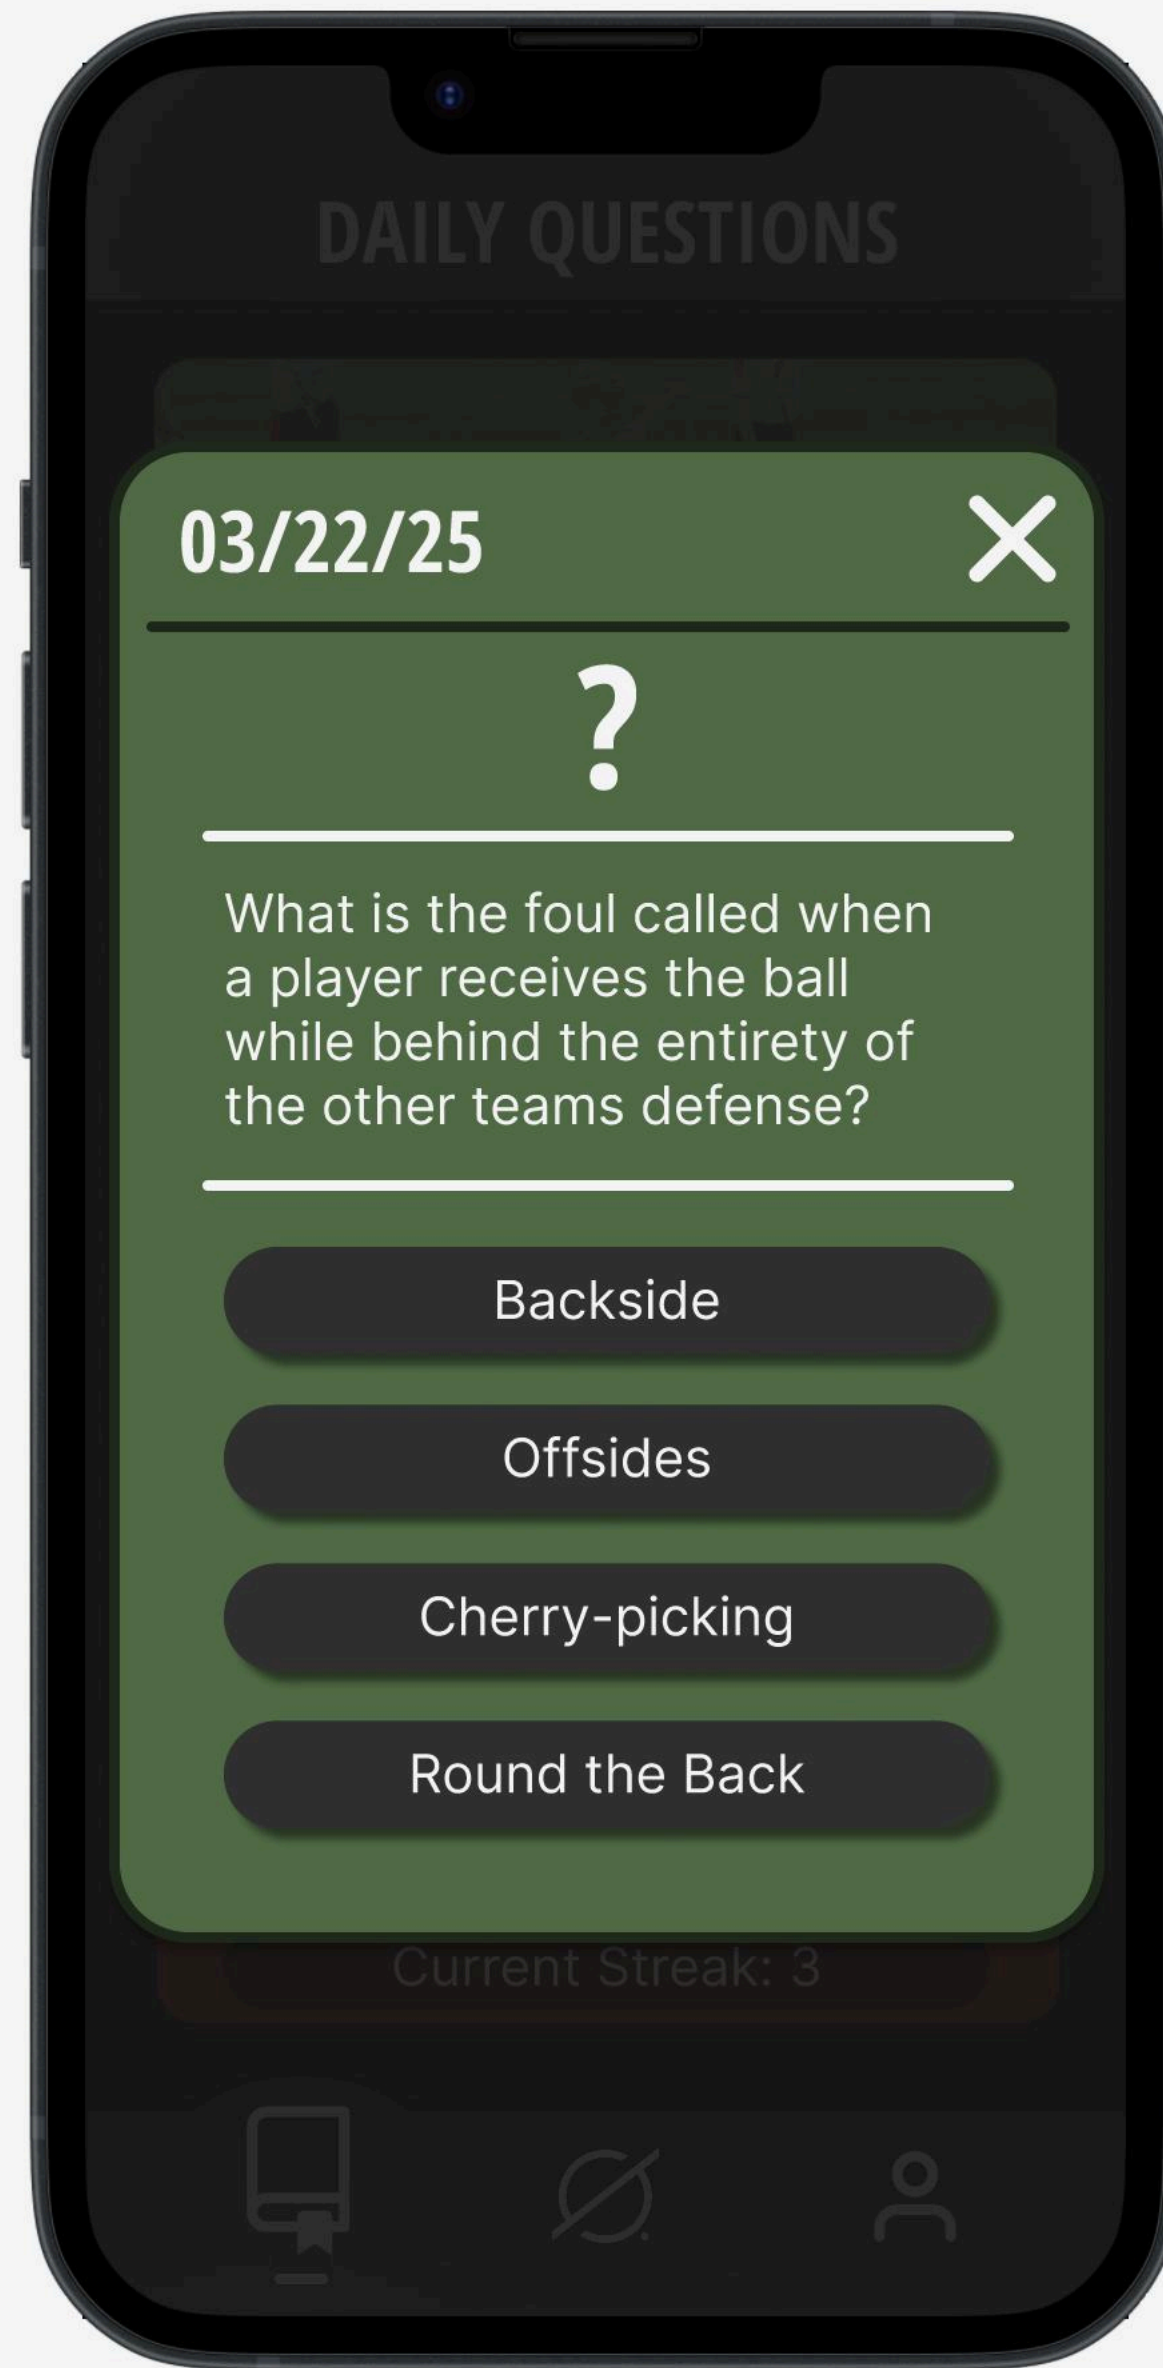 DAILY QUESTIONS
03/22/25
?
What is the foul called when
a player receives the ball
while behind the entirety of
the other teams defense?
Backside
Offsides
Cherry-picking
Round the Back
Current Streak: 3